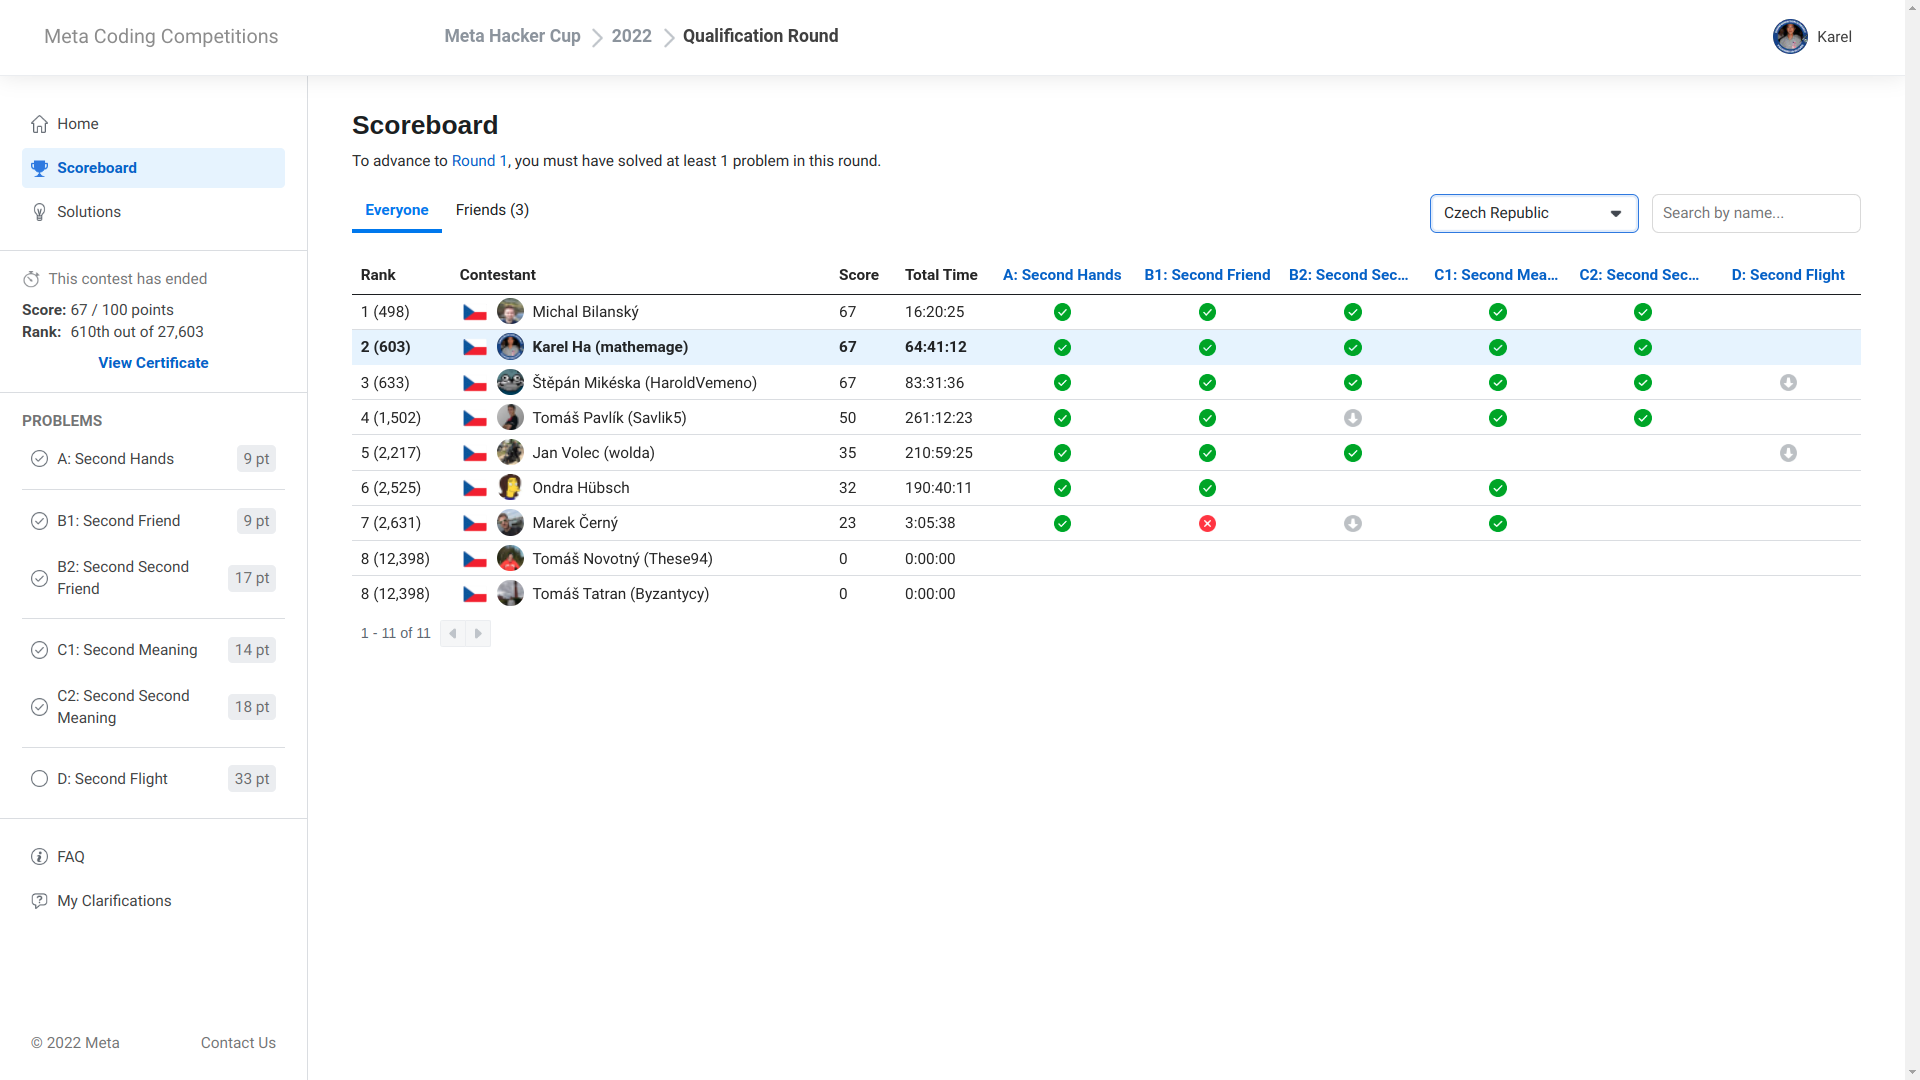 Meta Coding Competitions
Meta Hacker Cup 2022 Qualification Round
Karel
Home
Scoreboard
Solutions
This contest has ended
Score: 67 / 100 points
Rank: 610th out of 27,603
View Certificate
PROBLEMS
A: Second Hands 9 pt
B1: Second Friend 9 pt
B2: Second Second
Friend 17 pt
C1: Second Meaning 14 pt
C2: Second Second
Meaning 18 pt
D: Second Flight 33 pt
FAQ
My Clarifications
© 2022 Meta Contact Us
Scoreboard
To advance to Round 1, you must have solved at least 1 problem in this round.
Everyone Friends (3) Czech Republic Search by name...
Rank Contestant Score Total Time A: Second Hands B1: Second Friend B2: Second Sec... C1: Second Mea... C2: Second Sec... D: Second Flight
1 (498) Michal Bilanský 67 16:20:25
2 (603) Karel Ha (mathemage) 67 64:41:12
3 (633) Štěpán Mikéska (HaroldVemeno) 67 83:31:36
4 (1,502) Tomáš Pavlík (Savlik5) 50 261:12:23
5 (2,217) Jan Volec (wolda) 35 210:59:25
6 (2,525) Ondra Hübsch 32 190:40:11
7 (2,631) Marek Černý 23 3:05:38
8 (12,398) Tomáš Novotný (These94) 0 0:00:00
8 (12,398) Tomáš Tatran (Byzantycy) 0 0:00:00
1 - 11 of 11